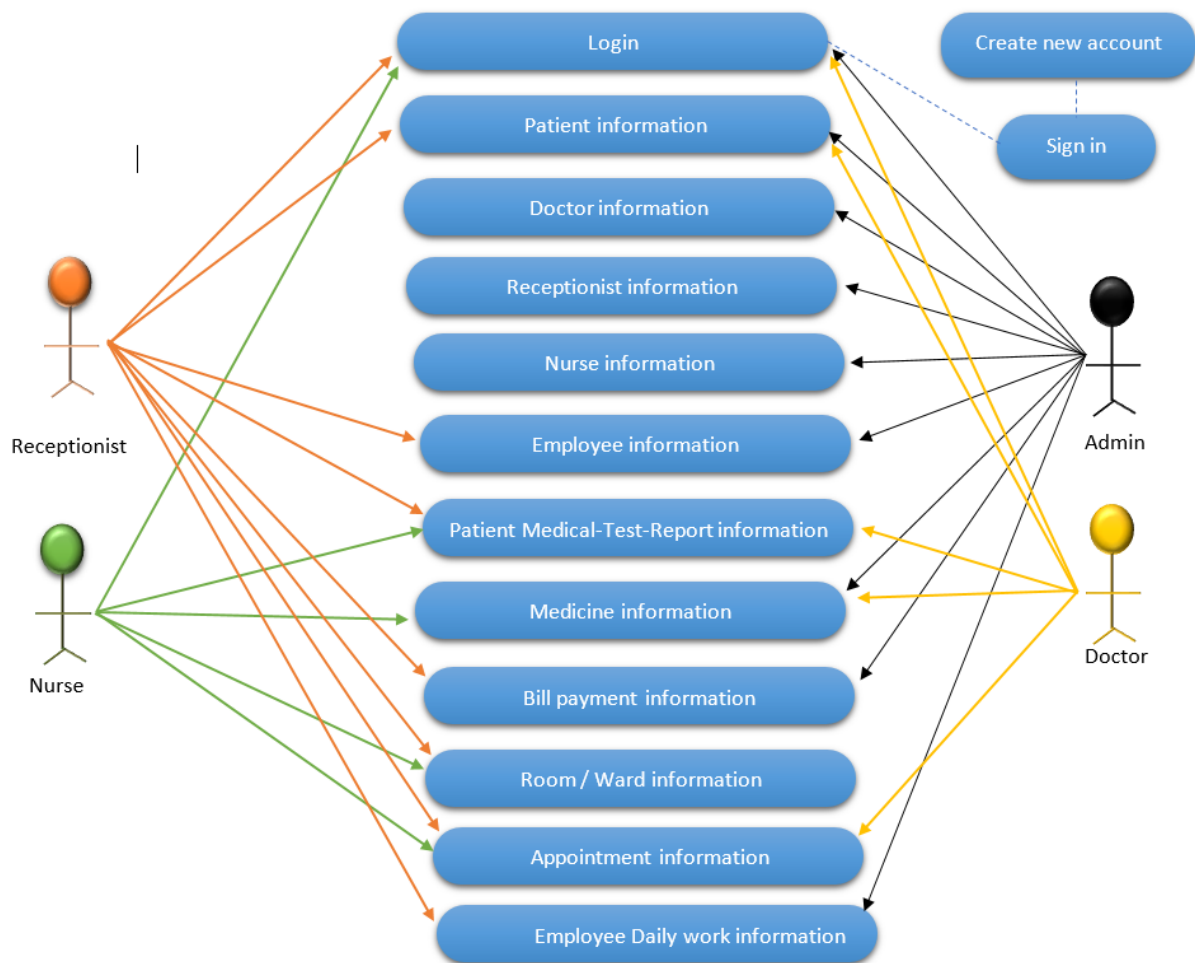 Login
Create new account
Patient information
Sign in
Doctor information
Receptionist information
Nurse information
Receptionist
Employee information
Admin
Patient Medical-Test-Report information
Medicine information
Nurse
Doctor
Bill payment information
Room / Ward information
Appointment information
Employee Daily work information